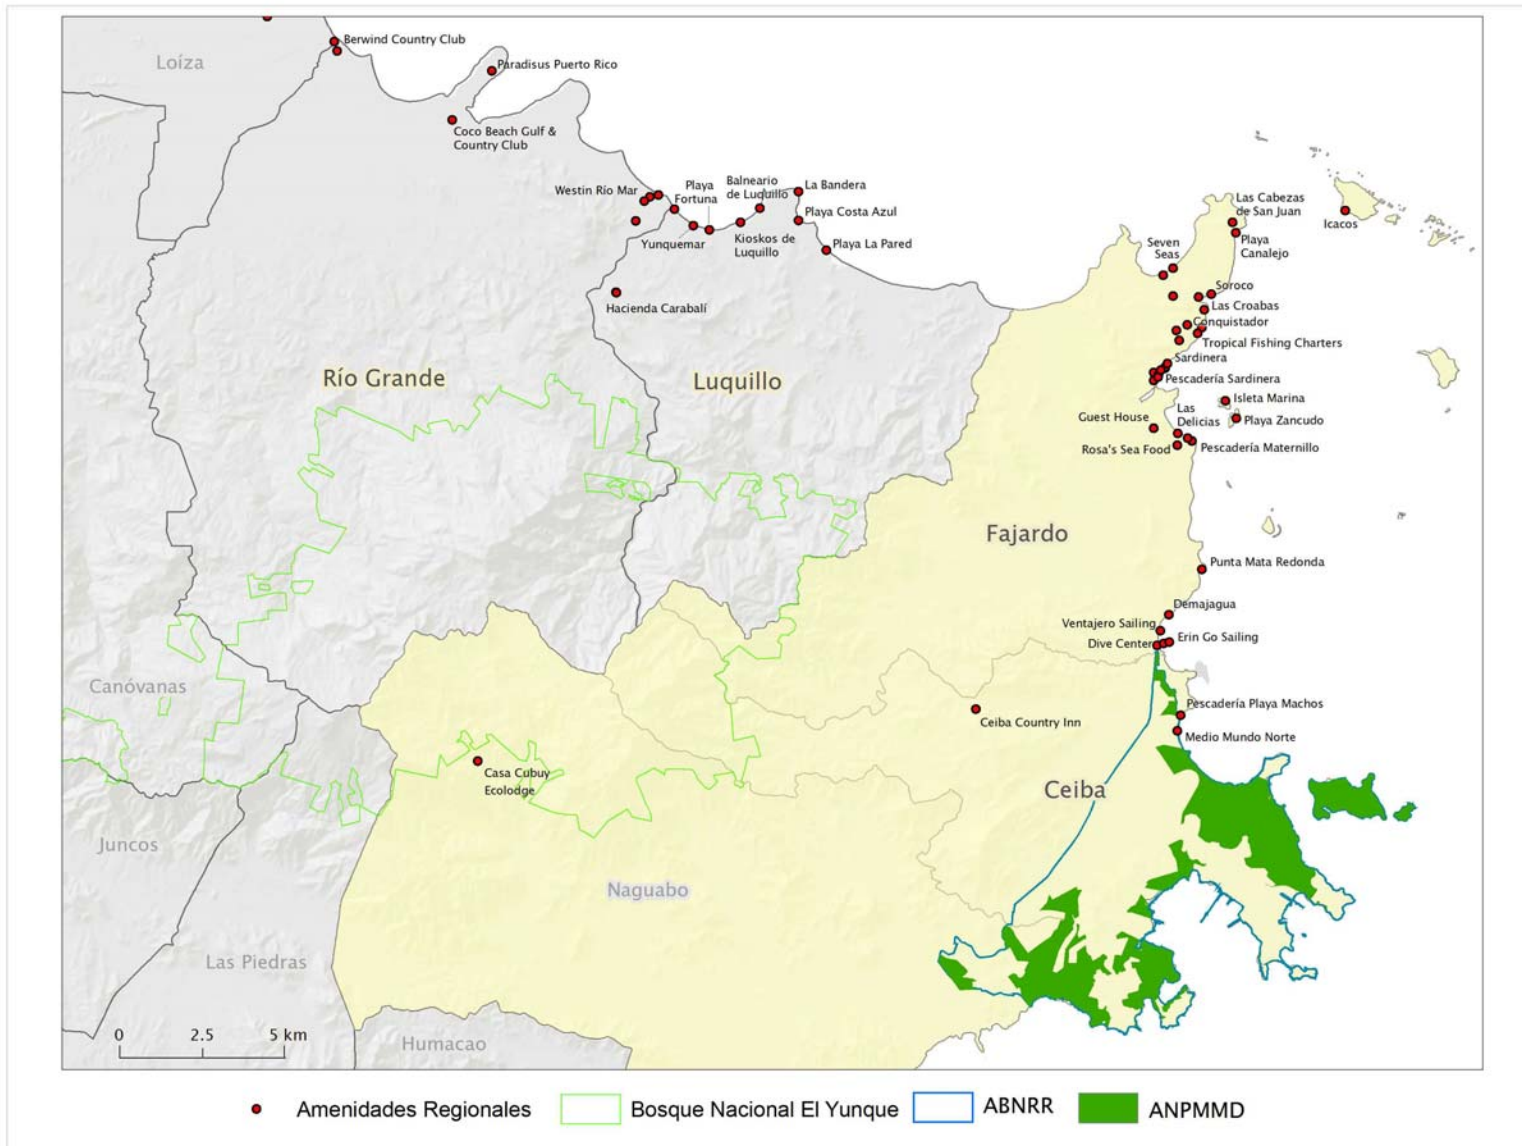 Loíza
Berwind Country Club
Paradisus Puerto Rico
Coco Beach Gulf &
Country Club
Westin Río Mar
Playa
Fortuna
Balneario
de Luquillo
La Bandera
Playa Costa Azul
Yunquemar
Kioskos de
Luquillo
Playa La Pared
Hacienda Carabalí
Las Cabezas
de San Juan
Icacos
Playa
Canalejo
Seven
Seas
Soroco
Las Croabas
Conquistador
Tropical Fishing Charters
Sardinera
Pescadería Sardinera
Isleta Marina
Playa Zancudo
Guest House
Las
Delicias
Rosa's Sea Food
Pescadería Maternillo
Río Grande
Luquillo
Fajardo
Punta Mata Redonda
Demajagua
Ventajero Sailing
Erin Go Sailing
Dive Center
Canóvanas
Pescadería Playa Machos
Ceiba Country Inn
Medio Mundo Norte
Casa Cubuy
Ecolodge
Ceiba
Juncos
Naguabo
Las Piedras
Humacao
0 2.5 5 km
Amenidades Regionales
Bosque Nacional El Yunque
ABNRR
ANPMMD